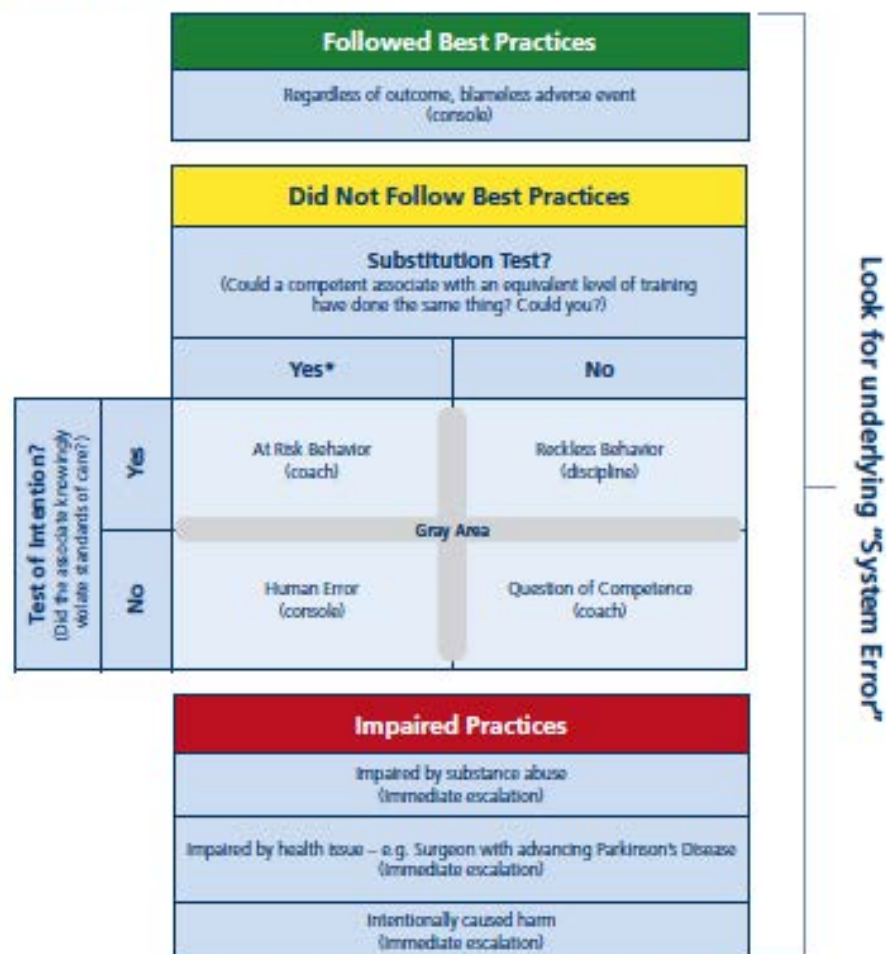 Followed Best Practices
Regardless of outcome, blameless adverse event
(console)
Did Not Follow Best Practices
Substitution Test?
(Could a competent associate with an equivalent level of training
have done the same thing? Could you?)
Yes*
No
Test of Intention?
(Did the associate knowingly
violate standards of care?)
Yes
At Risk Behavior
(coach)
Reckless Behavior
(discipline)
Gray Area
No
Human Error
(console)
Question of Competence
(coach)
Impaired Practices
Impaired by substance abuse
(Immediate escalation)
Impaired by health issue – e.g. Surgeon with advancing Parkinson's Disease
(Immediate escalation)
Intentionally caused harm
(Immediate escalation)
Look for underlying "System Error"